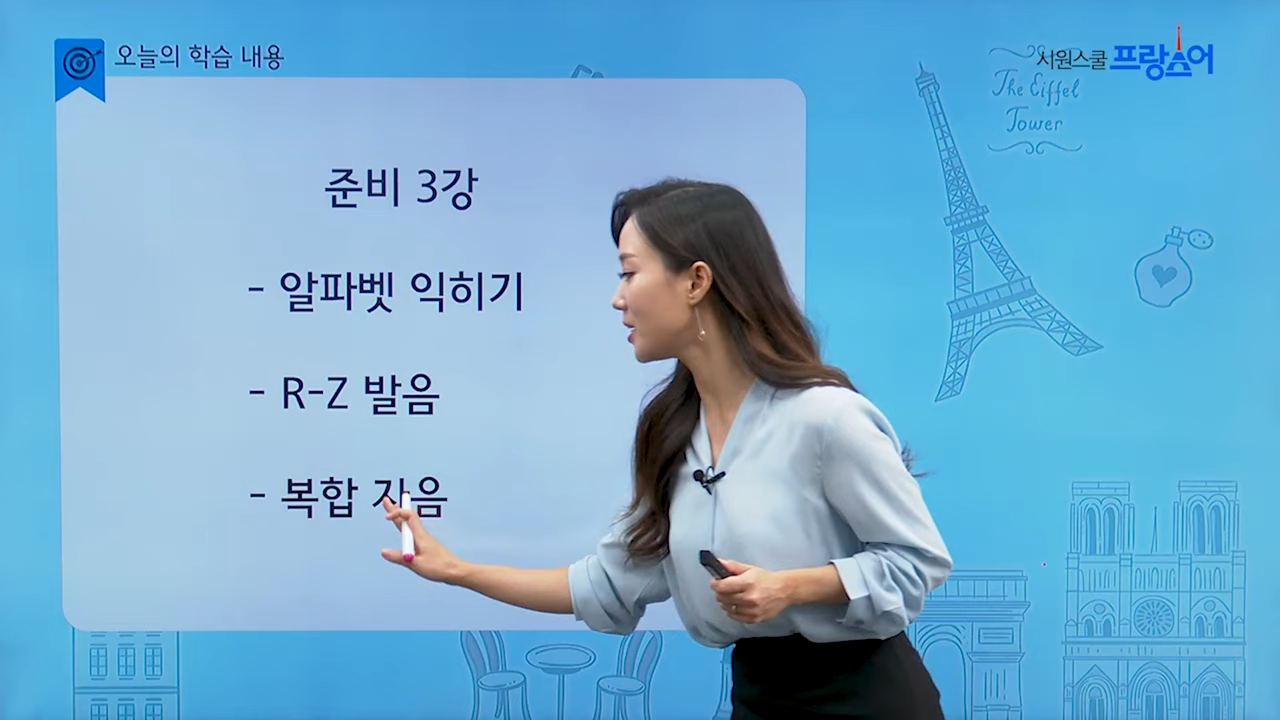 오늘의 학습 내용
시원스쿨 프랑스어
The Eiffel
Tower
준비 3강
- 알파벳 익히기
- R-Z 발음
- 복합 자음